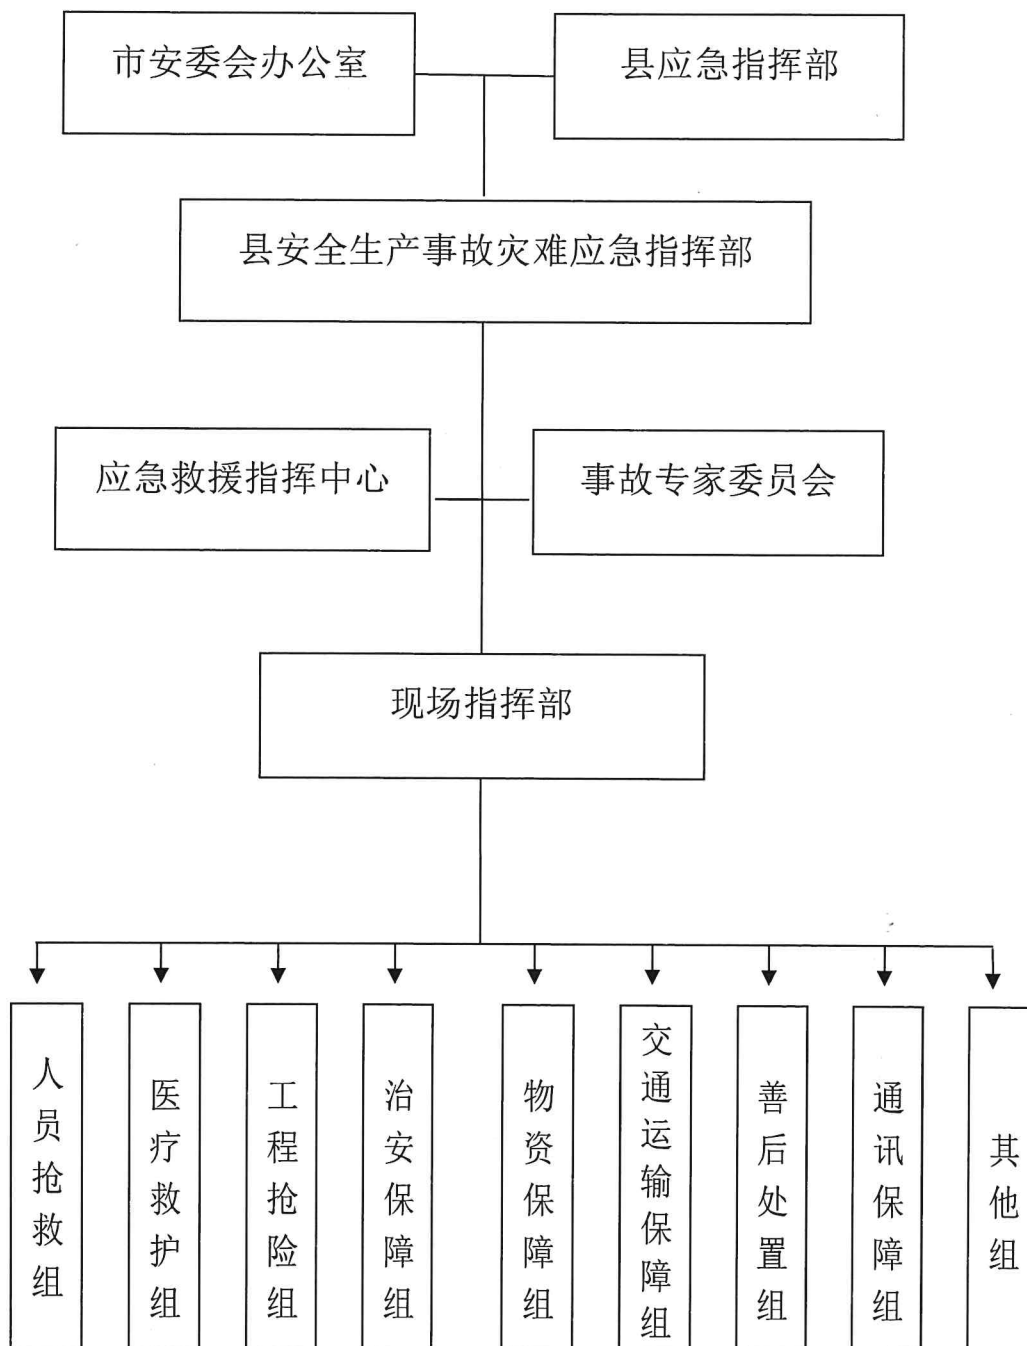 市安委会办公室
县应急指挥部
县安全生产事故灾难应急指挥部
应急救援指挥中心
事故专家委员会
现场指挥部
人员抢救组
医疗救护组
工程抢险组
治安保障组
物资保障组
交通运输保障组
善后处置组
通讯保障组
其他组